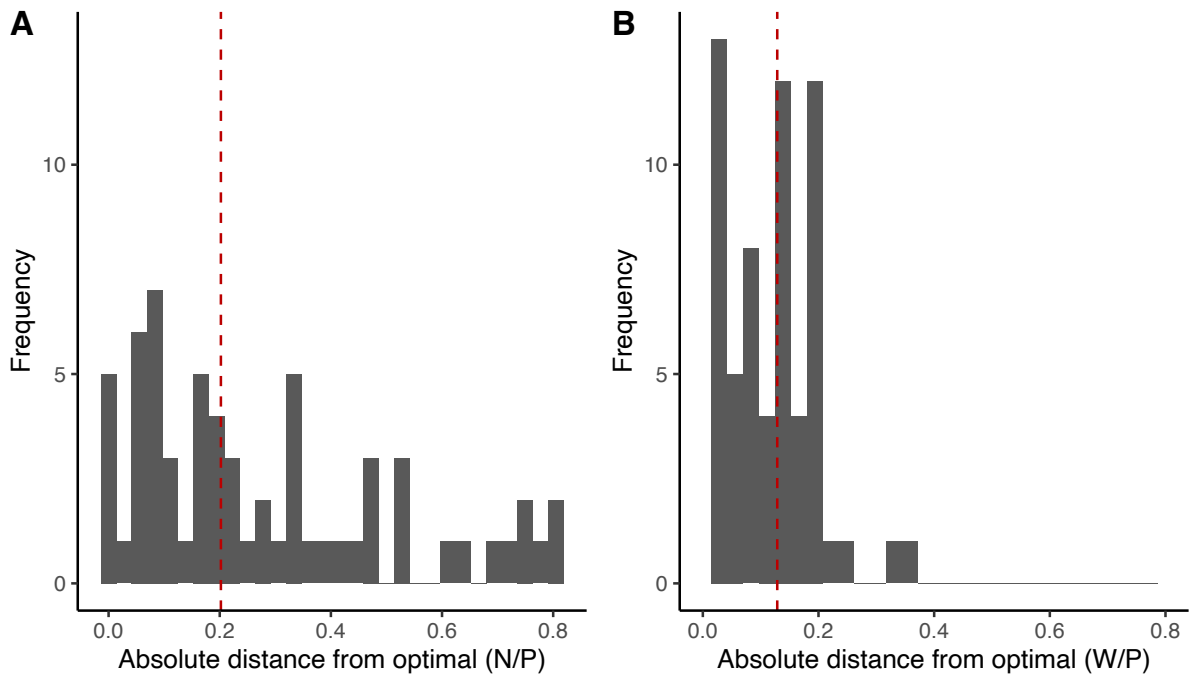 A
Frequency
10
5
0
0.0 0.2 0.4 0.6 0.8
Absolute distance from optimal (N/P)
B
Frequency
10
5
0
0.0 0.2 0.4 0.6 0.8
Absolute distance from optimal (W/P)